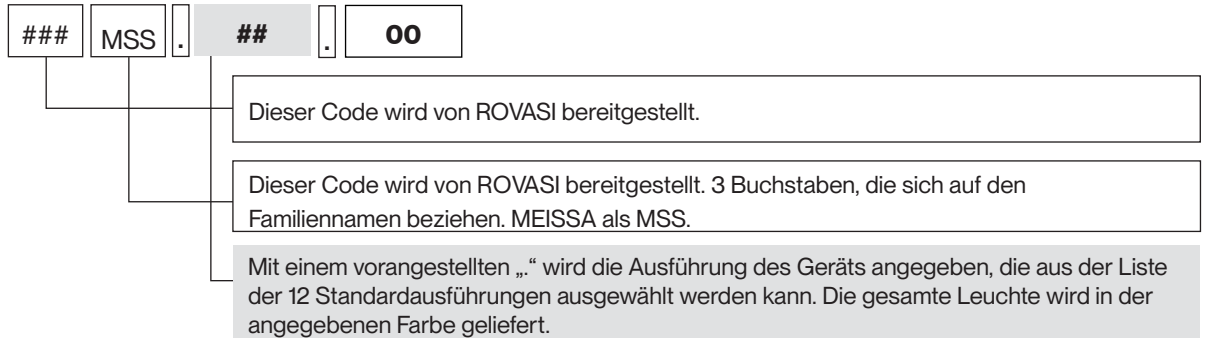 ### MSS . ## . 00
Dieser Code wird von ROVASI bereitgestellt.
Dieser Code wird von ROVASI bereitgestellt. 3 Buchstaben, die sich auf den
Familiennamen beziehen. MEISSA als MSS.
Mit einem vorangestellten „.“ wird die Ausführung des Geräts angegeben, die aus der Liste
der 12 Standardausführungen ausgewählt werden kann. Die gesamte Leuchte wird in der
angegebenen Farbe geliefert.